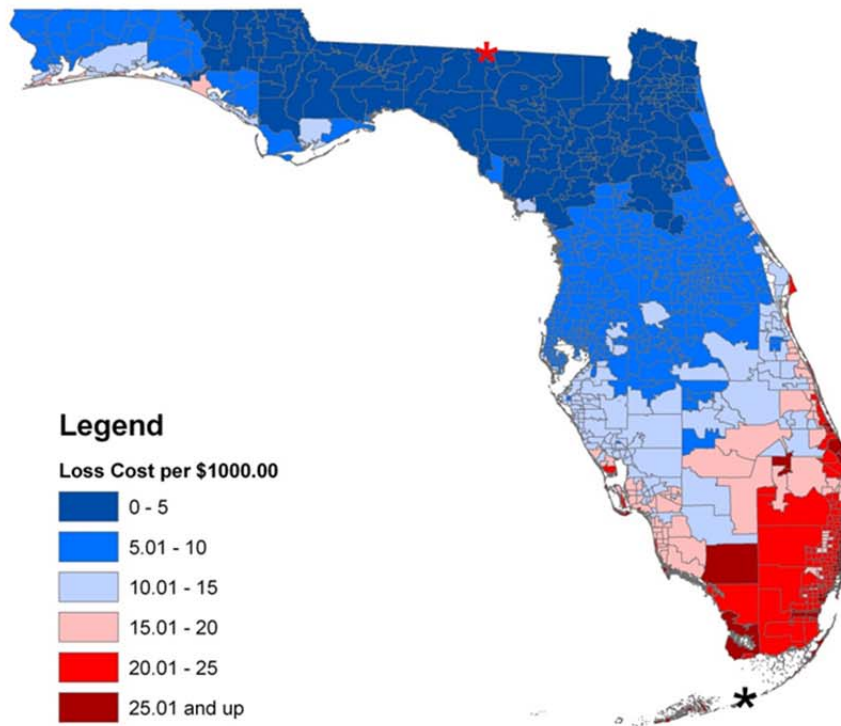 Legend
Loss Cost per $1000.00
0 - 5
5.01 - 10
10.01 - 15
15.01 - 20
20.01 - 25
25.01 and up